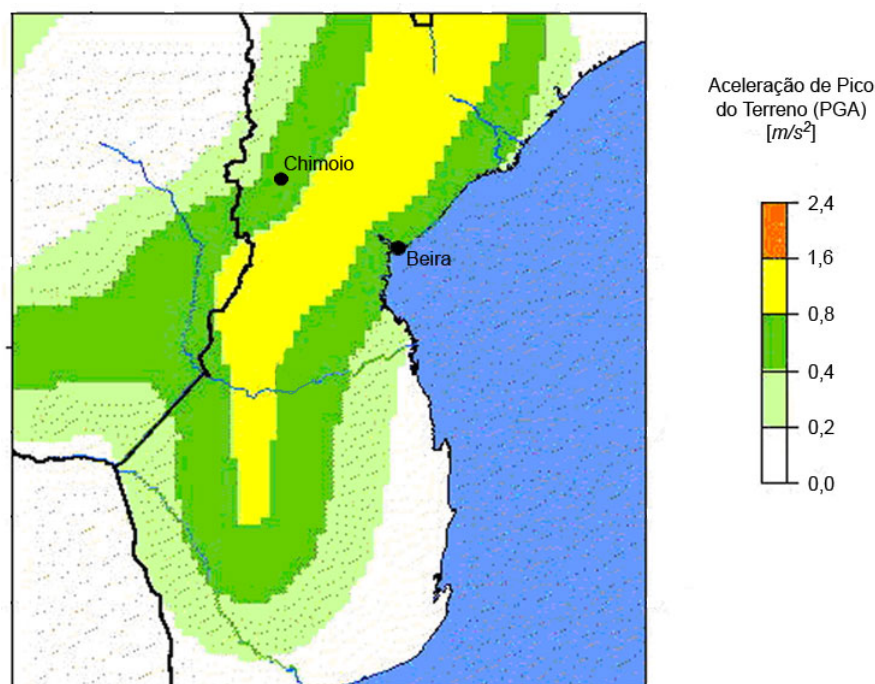 Aceleração de Pico
do Terreno (PGA)
[m/s²]
Chimoio
2,4
Beira
1,6
0,8
0,4
0,2
0,0